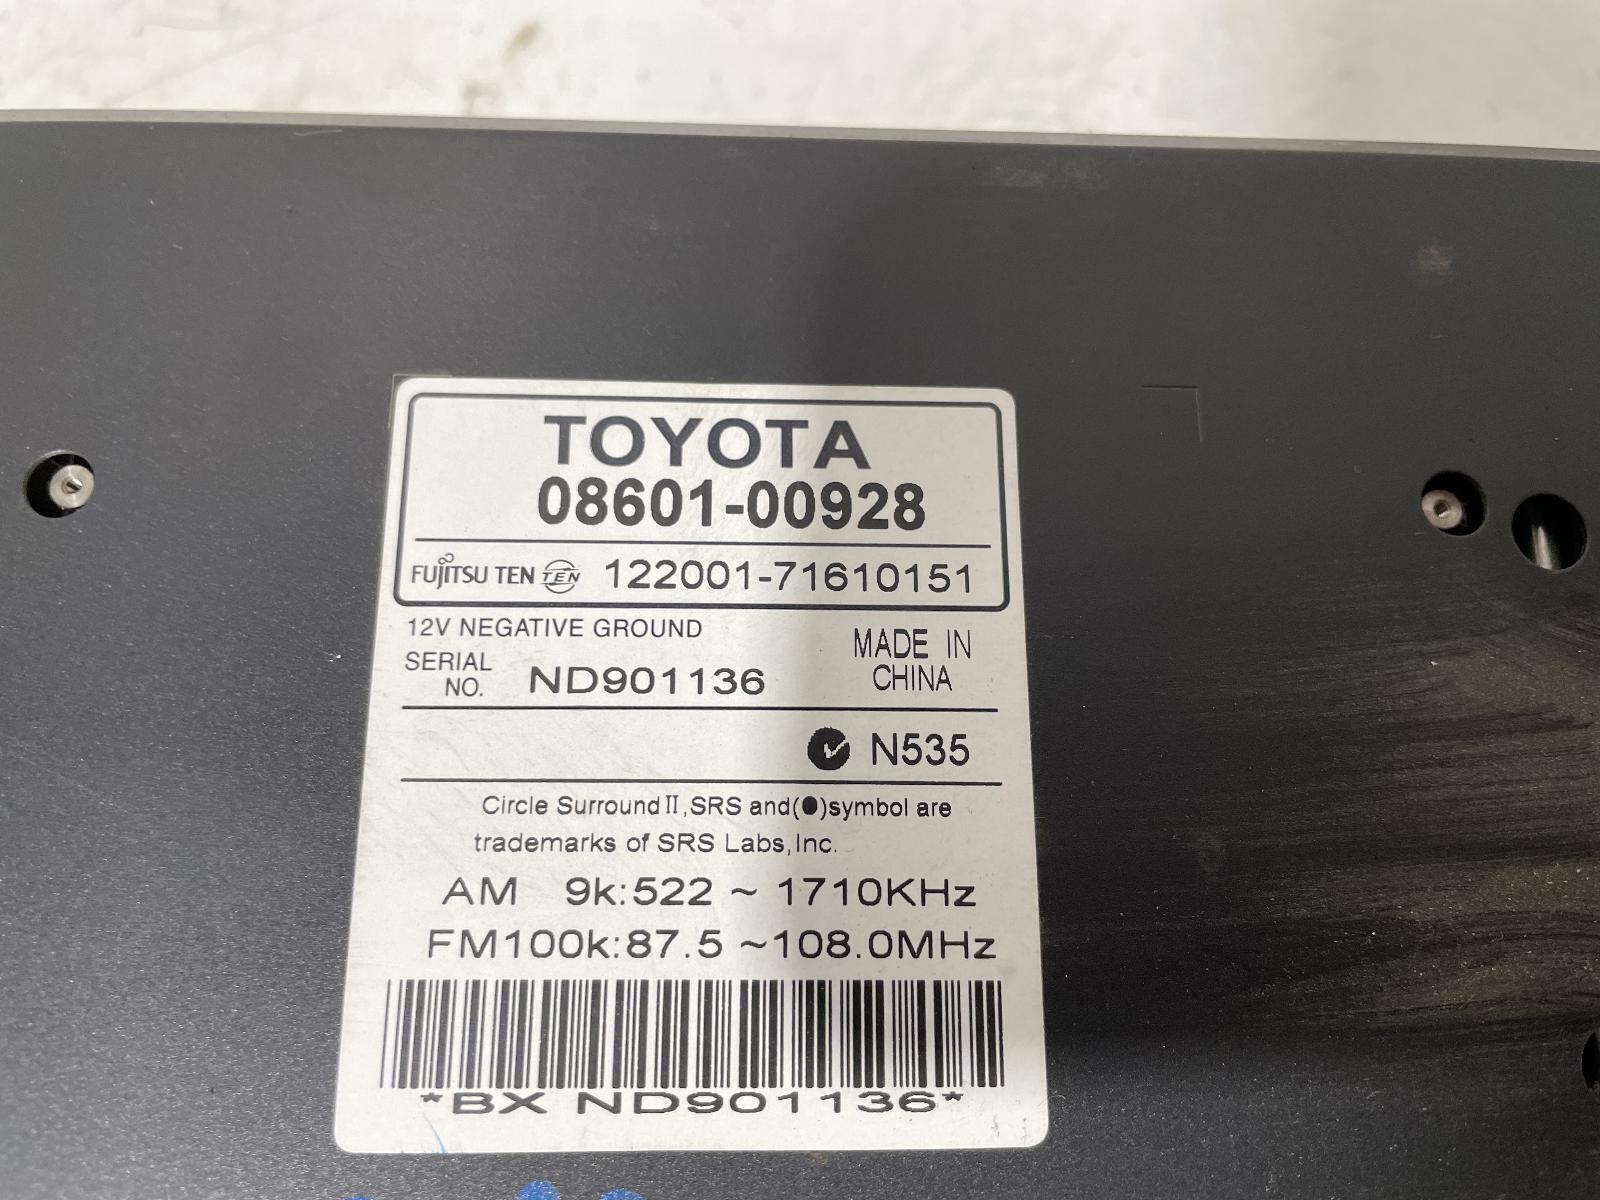 TOYOTA
08601-00928
FUJITSU TEN TEN 122001-71610151
12V NEGATIVE GROUND
SERIAL NO. ND901136
MADE IN CHINA
N535
Circle Surround II, SRS and(●)symbol are
trademarks of SRS Labs, Inc.
AM 9k:522 ~ 1710KHz
FM100k:87.5 ~108.0MHz
*BX ND901136*